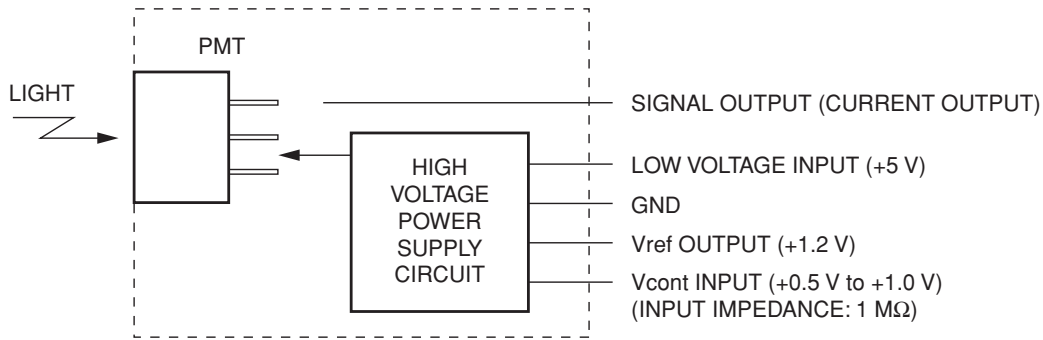 PMT
LIGHT
SIGNAL OUTPUT (CURRENT OUTPUT)
HIGH
VOLTAGE
POWER
SUPPLY
CIRCUIT
LOW VOLTAGE INPUT (+5 V)
GND
Vref OUTPUT (+1.2 V)
Vcont INPUT (+0.5 V to +1.0 V)
(INPUT IMPEDANCE: 1 MΩ)